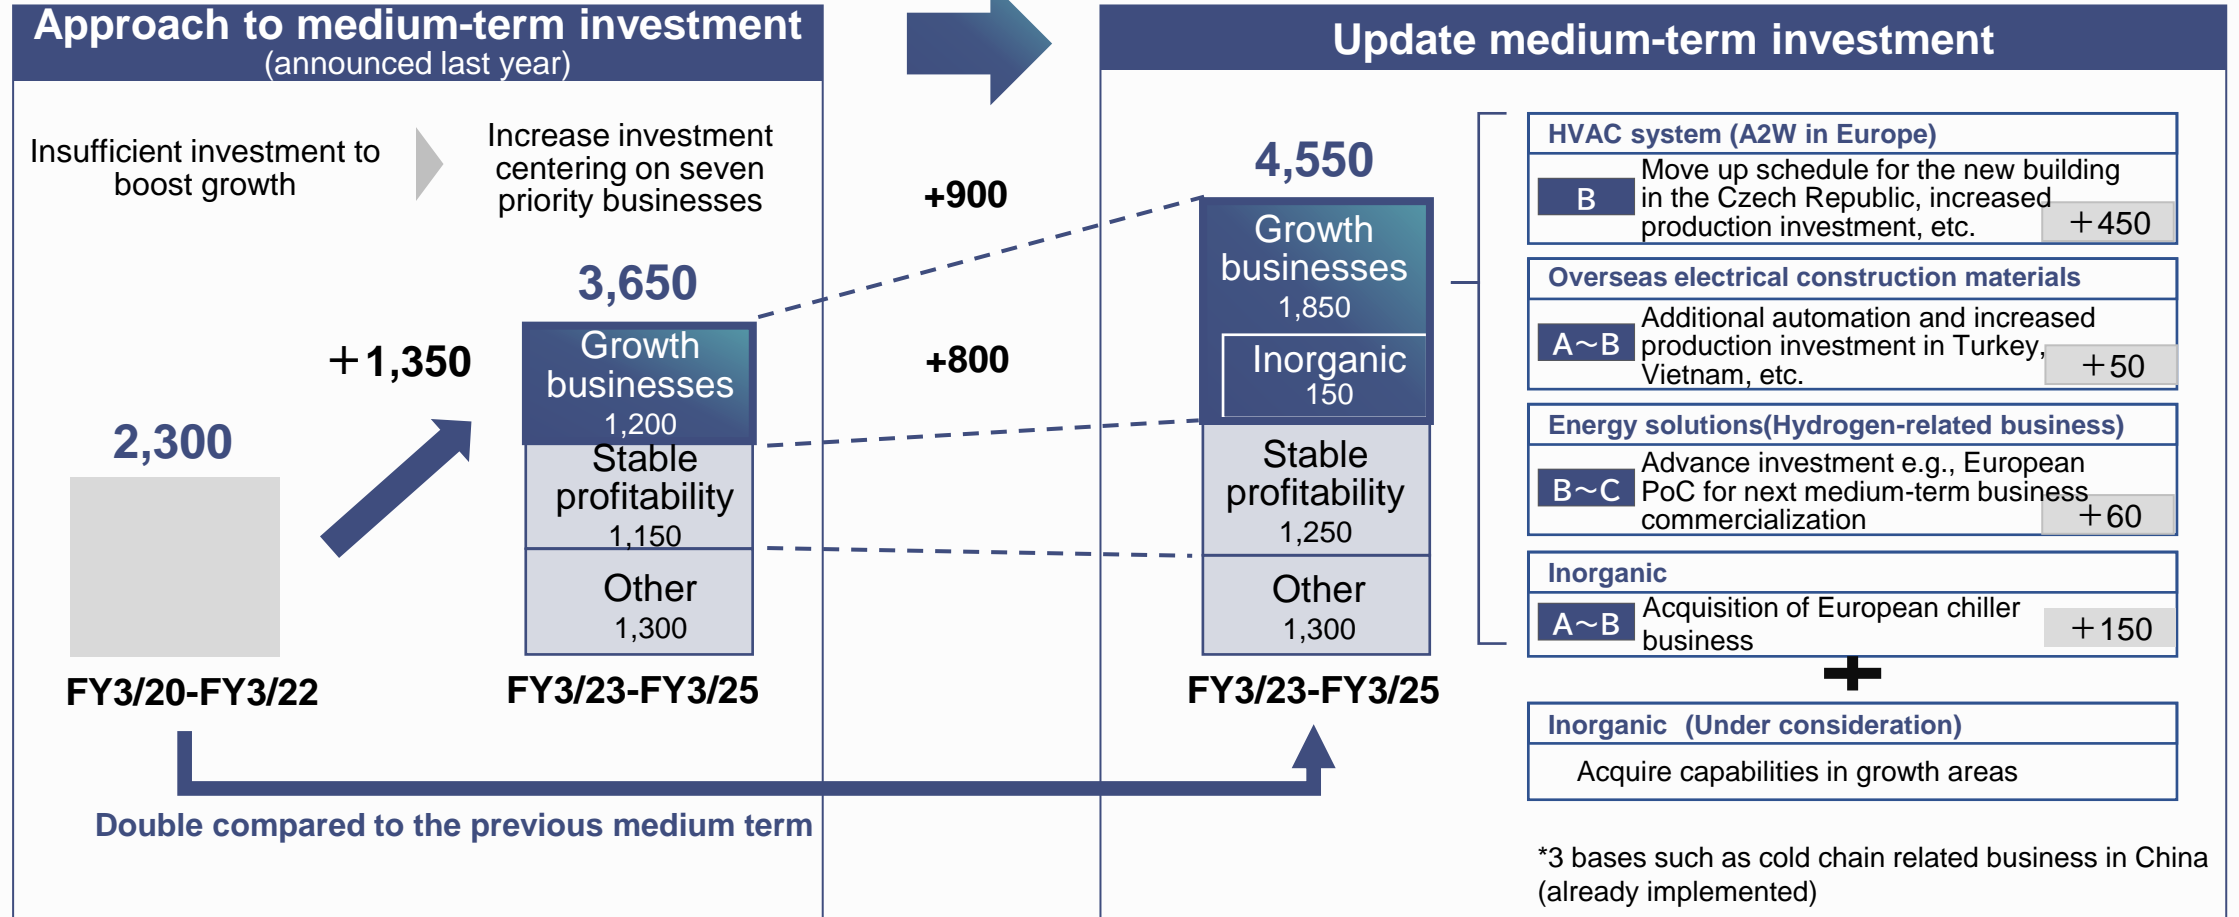 Approach to medium-term investment
(announced last year)
Insufficient investment to
boost growth
Increase investment
centering on seven
priority businesses
2,300
FY3/20-FY3/22
＋1,350
3,650
Growth
businesses
1,200
Stable
profitability
1,150
Other
1,300
FY3/23-FY3/25
Double compared to the previous medium term
+900
+800
Update medium-term investment
4,550
Growth
businesses
1,850
Inorganic
150
Stable
profitability
1,250
Other
1,300
FY3/23-FY3/25
HVAC system (A2W in Europe)
B
Move up schedule for the new building
in the Czech Republic, increased
production investment, etc.
＋450
Overseas electrical construction materials
A～B
Additional automation and increased
production investment in Turkey,
Vietnam, etc.
＋50
Energy solutions(Hydrogen-related business)
B～C
Advance investment e.g., European
PoC for next medium-term business
commercialization
＋60
Inorganic
A～B
Acquisition of European chiller
business
＋150
+
Inorganic (Under consideration)
Acquire capabilities in growth areas
*3 bases such as cold chain related business in China
(already implemented)